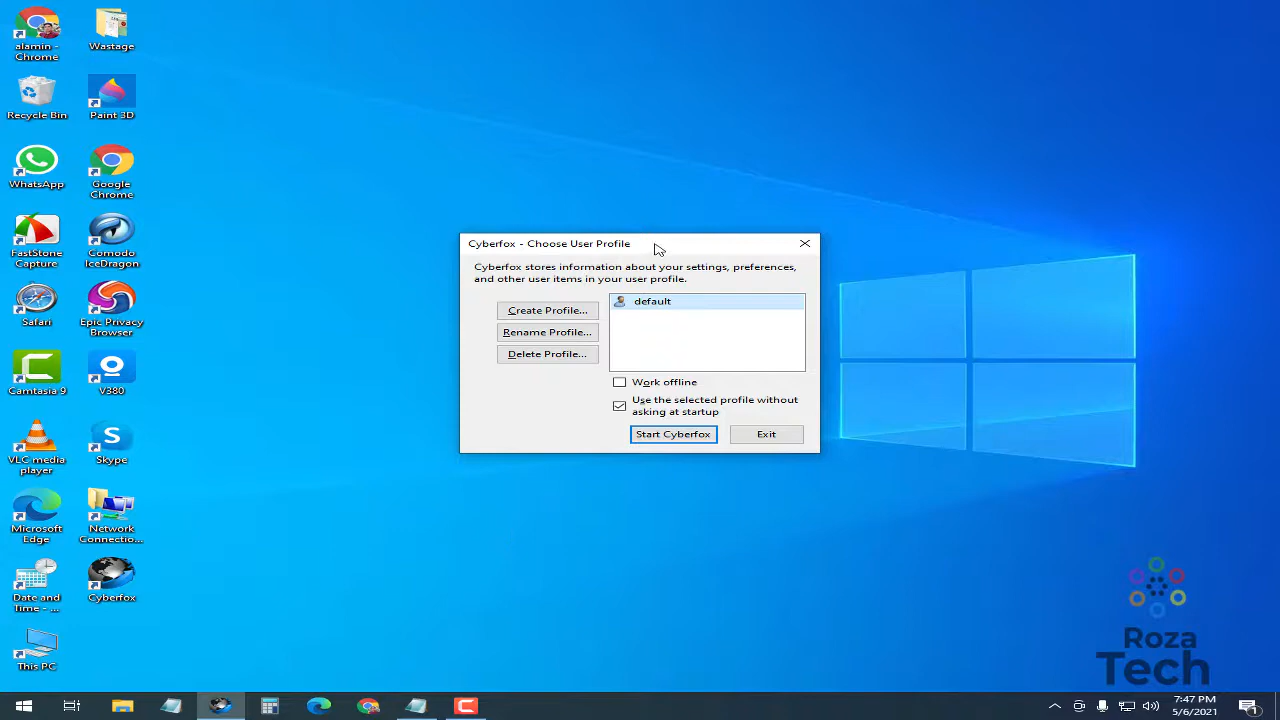 alamin -
Chrome
Wastage
Recycle Bin
Paint 3D
WhatsApp
Google
Chrome
FastStone
Capture
Comodo
IceDragon
Safari
Epic Privacy
Browser
Camtasia 9
V380
VLC media
player
Skype
Microsoft
Edge
Network
Connectio...
Date and
Time - ...
Cyberfox
This PC
Cyberfox - Choose User Profile
Cyberfox stores information about your settings, preferences,
and other user items in your user profile.
Create Profile...
Rename Profile...
Delete Profile...
default
Work offline
Use the selected profile without
asking at startup
Start Cyberfox
Exit
Roza
Tech
7:47 PM
5/6/2021
1